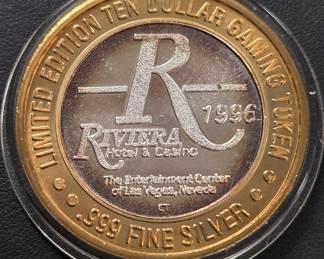 LIMITED EDITION TEN DOLLAR GAMING TOKEN
R
1996
RIVIERA
Hotel & Casino
The Entertainment Center
of Las Vegas, Nevada
CT
.999 FINE SILVER